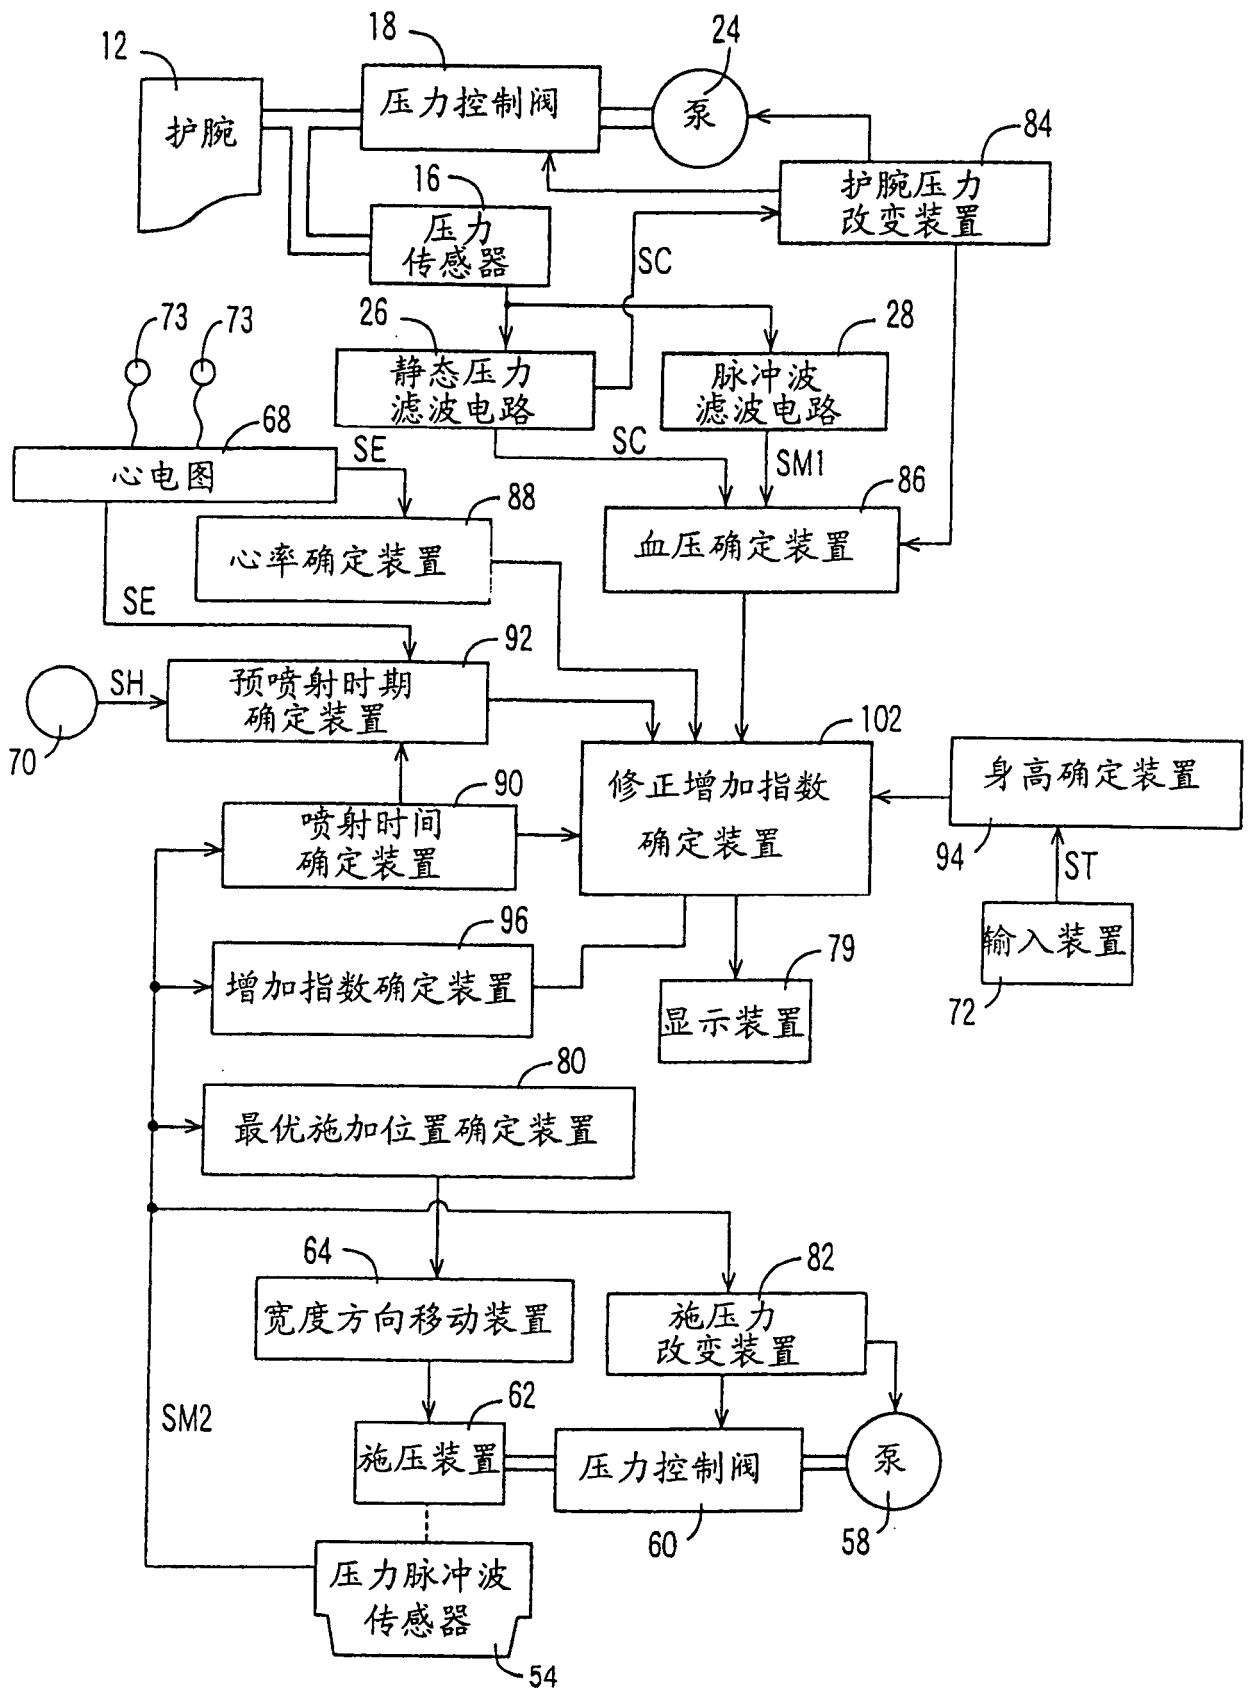 12
18
24
护腕
压力控制阀
泵
84
护腕压力
改变装置
16
压力
传感器
SC
73
73
26
28
静态压力
滤波电路
脉冲波
滤波电路
68
SE
SC
SM1
心电图
88
86
心率确定装置
血压确定装置
SE
92
SH
预喷射时期
确定装置
70
102
修正增加指数
确定装置
身高确定装置
90
94
喷射时间
确定装置
ST
96
79
输入装置
72
增加指数确定装置
显示装置
80
最优施加位置确定装置
64
82
宽度方向移动装置
施压力
改变装置
SM2
62
施压装置
压力控制阀
泵
60
58
压力脉冲波
传感器
54